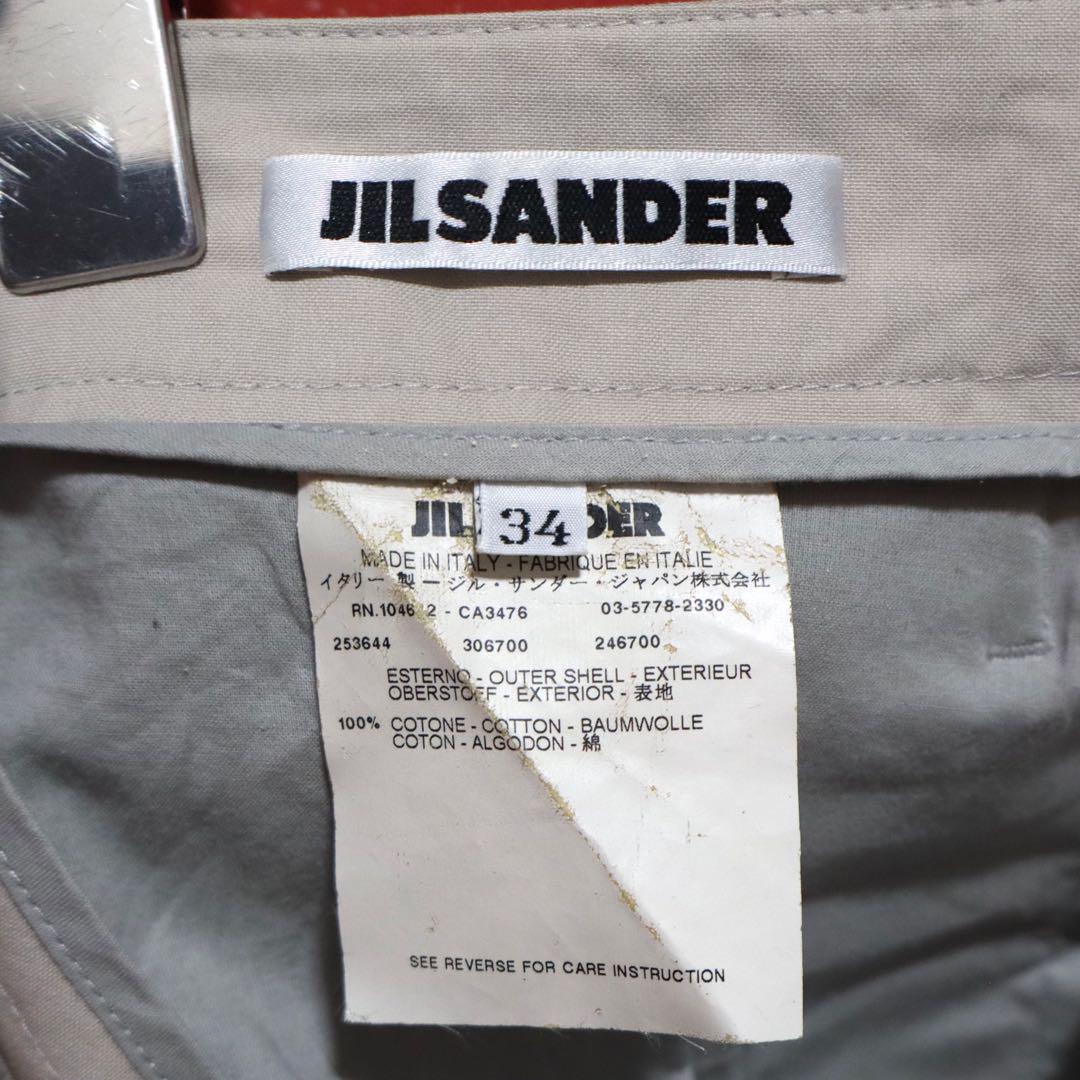 JIL SANDER
34
JIL DER
MADE IN ITALY - FABRIQUE EN ITALIE
イタリー 製 ー ジル・サンダー・ジャパン株式会社
RN.1046 2 - CA3476 03-5778-2330
253644 306700 246700
ESTERNO - OUTER SHELL - EXTERIEUR
OBERSTOFF - EXTERIOR - 表地
100% COTONE - COTTON - BAUMWOLLE
COTON - ALGODON - 綿
SEE REVERSE FOR CARE INSTRUCTION